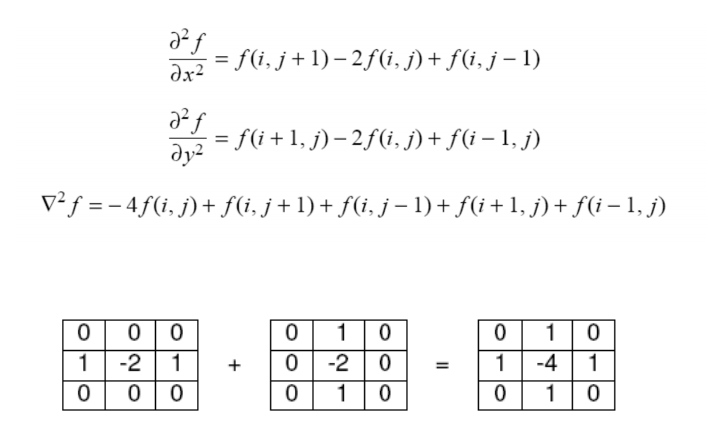 ∂²f/∂x² = f(i, j + 1) − 2f(i, j) + f(i, j − 1)
∂²f/∂y² = f(i + 1, j) − 2f(i, j) + f(i − 1, j)
∇²f = − 4f(i, j) + f(i, j + 1) + f(i, j − 1) + f(i + 1, j) + f(i − 1, j)
0 0 0 0 1 0 0 1 0
1 -2 1 + 0 -2 0 = 1 -4 1
0 0 0 0 1 0 0 1 0